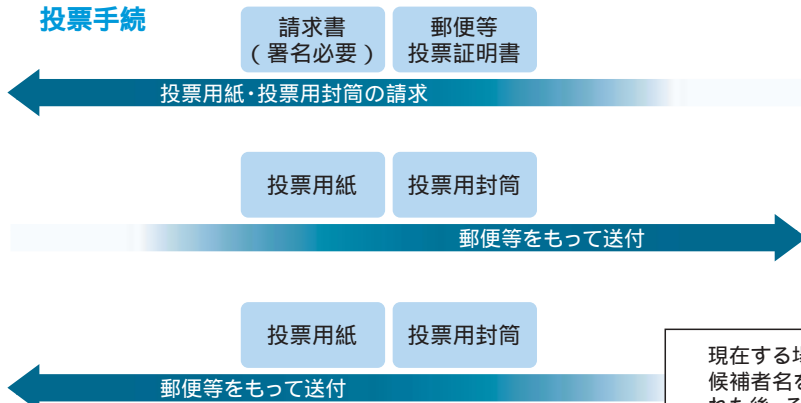 投票手続
請求書
(署名必要)
郵便等
投票証明書
投票用紙・投票用封筒の請求
投票用紙
投票用封筒
郵便等をもって送付
投票用紙
投票用封筒
郵便等をもって送付
現在する
候補者名